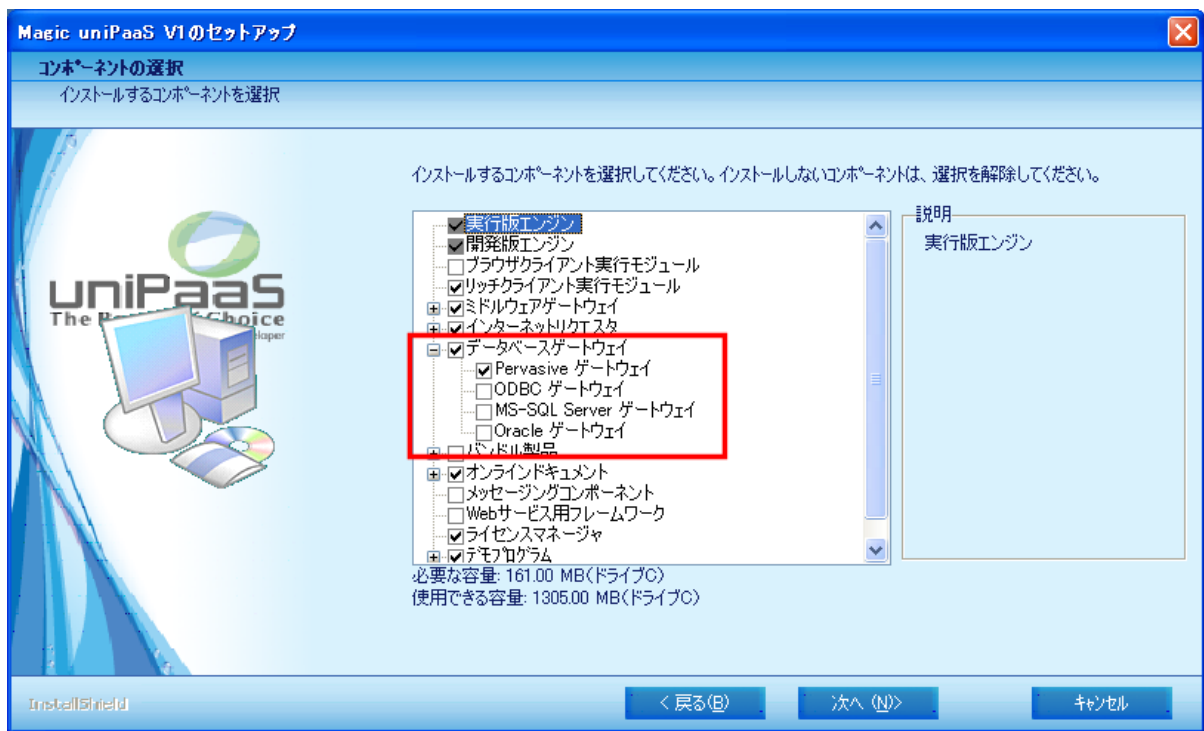 Magic uniPaaS V1のセットアップ
コンポーネントの選択
インストールするコンポーネントを選択
インストールするコンポーネントを選択してください。インストールしないコンポーネントは、選択を解除してください。
実行版エンジン
開発版エンジン
ブラウザクライアント実行モジュール
リッチクライアント実行モジュール
ミドルウェアゲートウェイ
インターネットリクエスタ
データベースゲートウェイ
Pervasive ゲートウェイ
ODBC ゲートウェイ
MS-SQL Server ゲートウェイ
Oracle ゲートウェイ
バンドル製品
オンラインドキュメント
メッセージングコンポーネント
Webサービス用フレームワーク
ライセンスマネージャ
デモプログラム
説明
実行版エンジン
uniPaaS
The Choice
必要な容量: 161.00 MB(ドライブC)
使用できる容量: 1305.00 MB(ドライブC)
InstallShield
< 戻る(B)
次へ (N)>
キャンセル